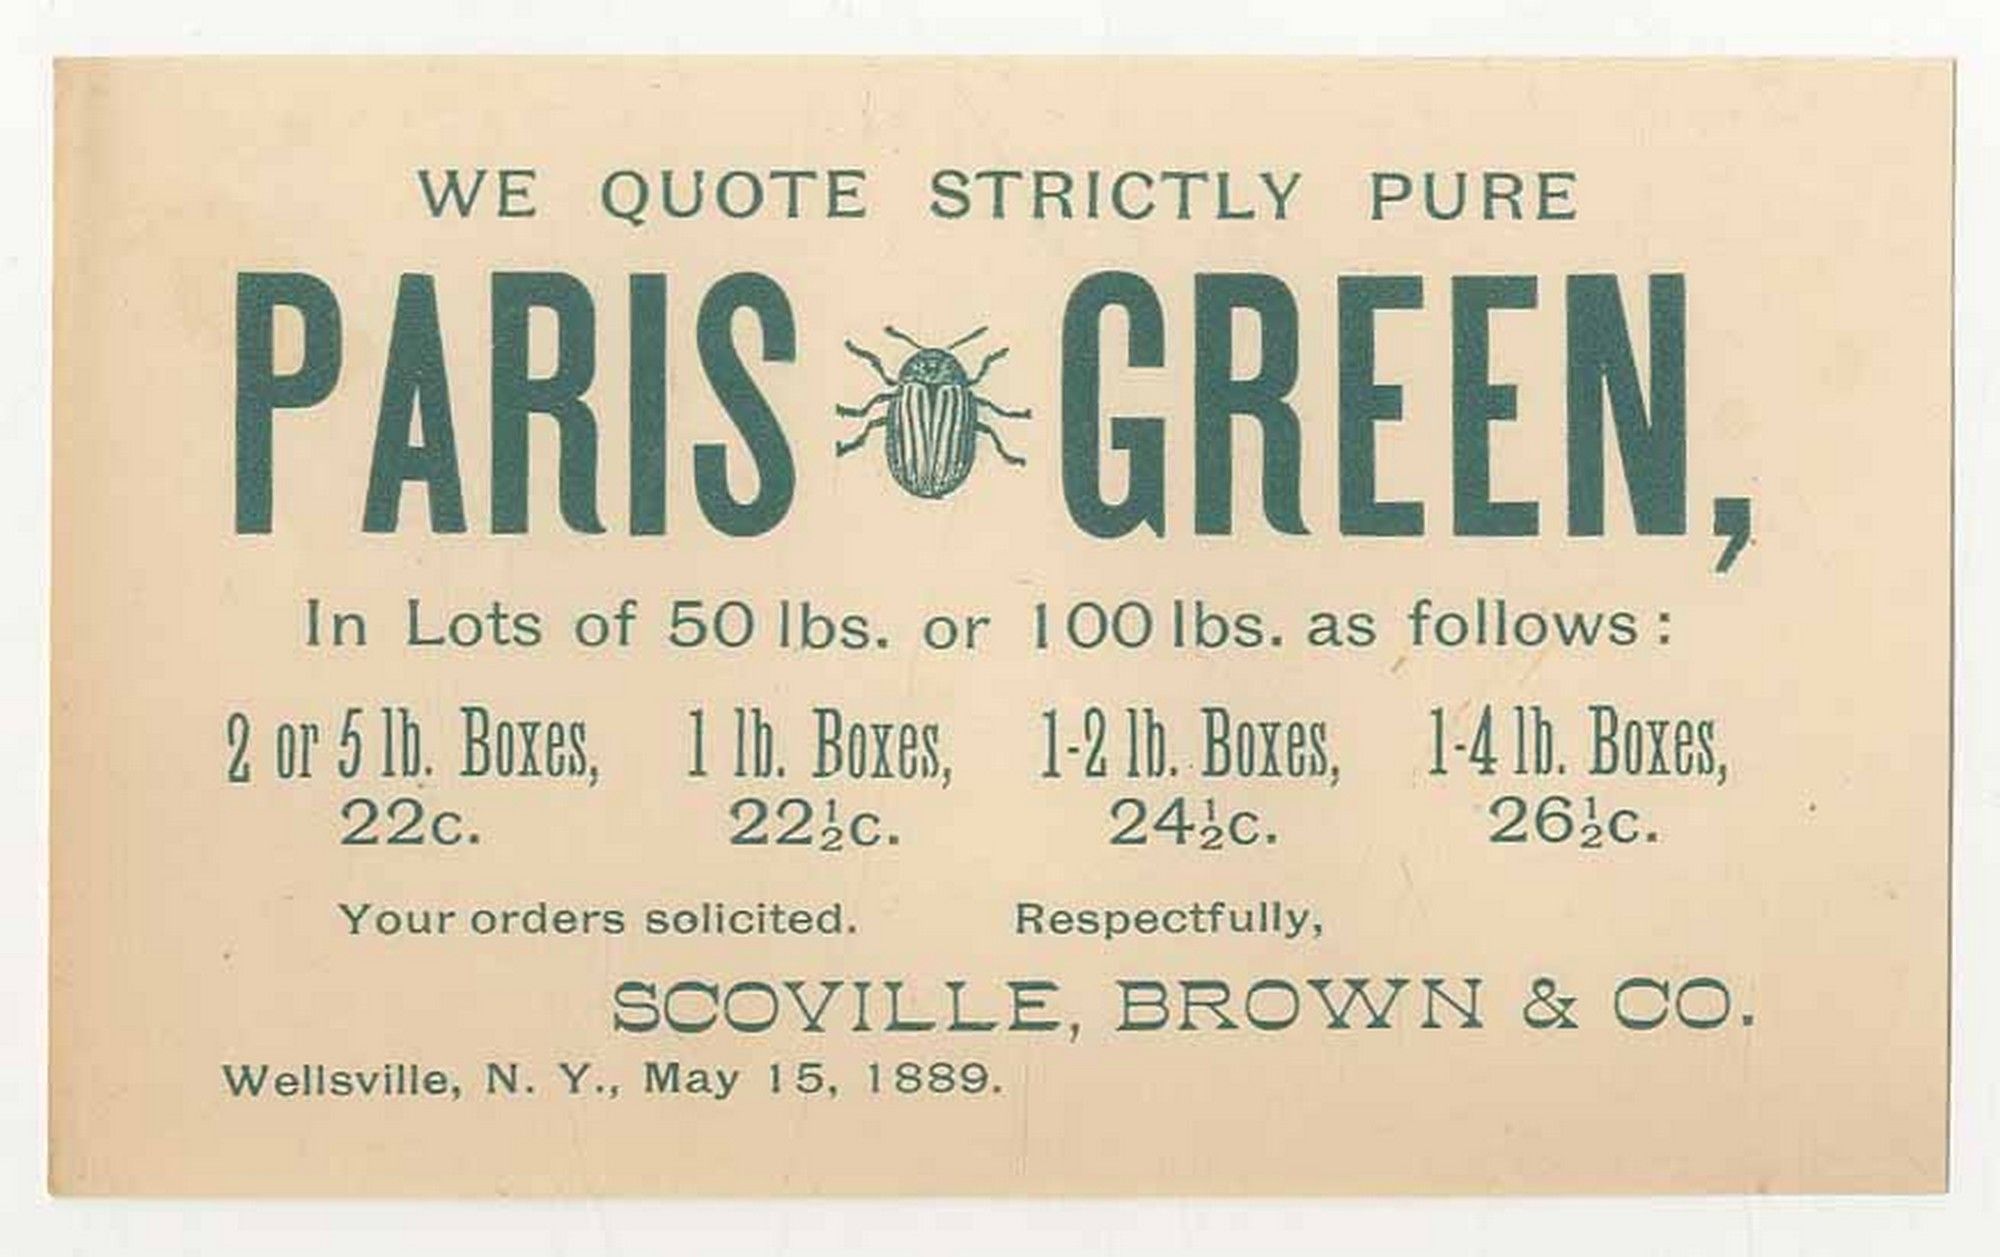 WE QUOTE STRICTLY PURE
PARIS GREEN,
In Lots of 50 lbs. or 100 lbs. as follows:
2 or 5 lb. Boxes, 1 lb. Boxes, 1-2 lb. Boxes, 1-4 lb. Boxes,
22c. 22½c. 24½c. 26½c.
Your orders solicited. Respectfully,
SCOVILLE, BROWN & CO.
Wellsville, N. Y., May 15, 1889.